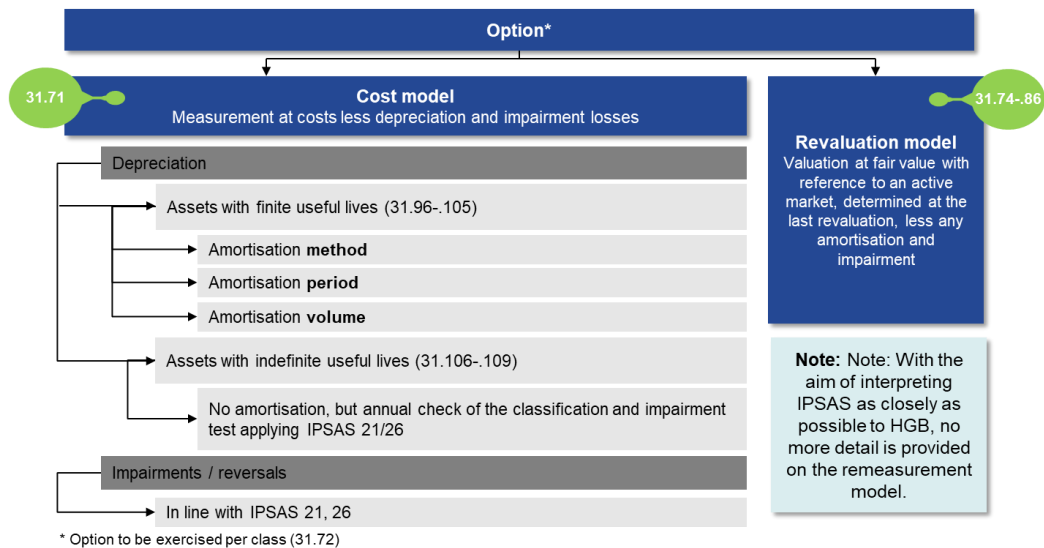 Option*
31.71
Cost model
Measurement at costs less depreciation and impairment losses
31.74-.86
Revaluation model
Valuation at fair value with
reference to an active
market, determined at the
last revaluation, less any
amortisation and
impairment
Depreciation
Assets with finite useful lives (31.96-.105)
Amortisation method
Amortisation period
Amortisation volume
Assets with indefinite useful lives (31.106-.109)
No amortisation, but annual check of the classification and impairment
test applying IPSAS 21/26
Impairments / reversals
In line with IPSAS 21, 26
Note: Note: With the
aim of interpreting
IPSAS as closely as
possible to HGB, no
more detail is provided
on the remeasurement
model.
* Option to be exercised per class (31.72)